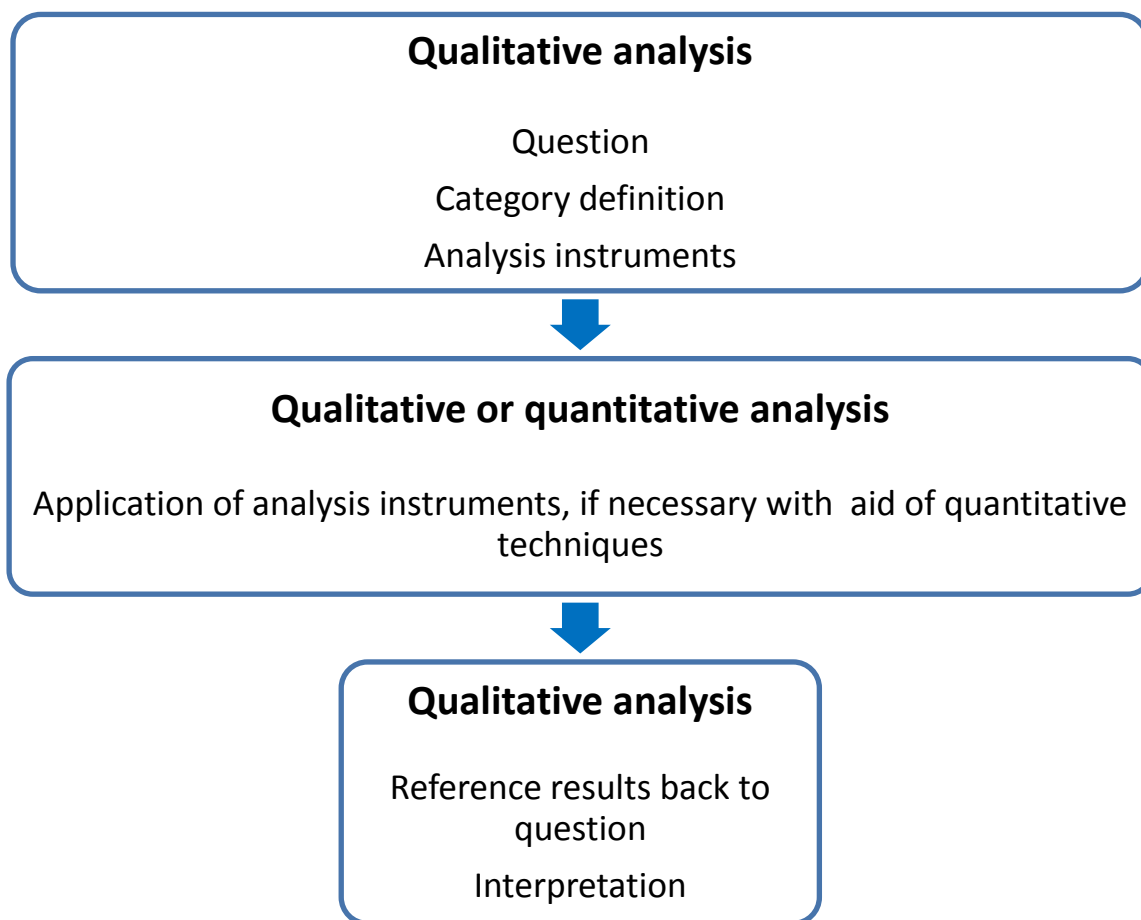 Qualitative analysis
Question
Category definition
Analysis instruments
Qualitative or quantitative analysis
Application of analysis instruments, if necessary with  aid of quantitative
techniques
Qualitative analysis
Reference results back to
question
Interpretation